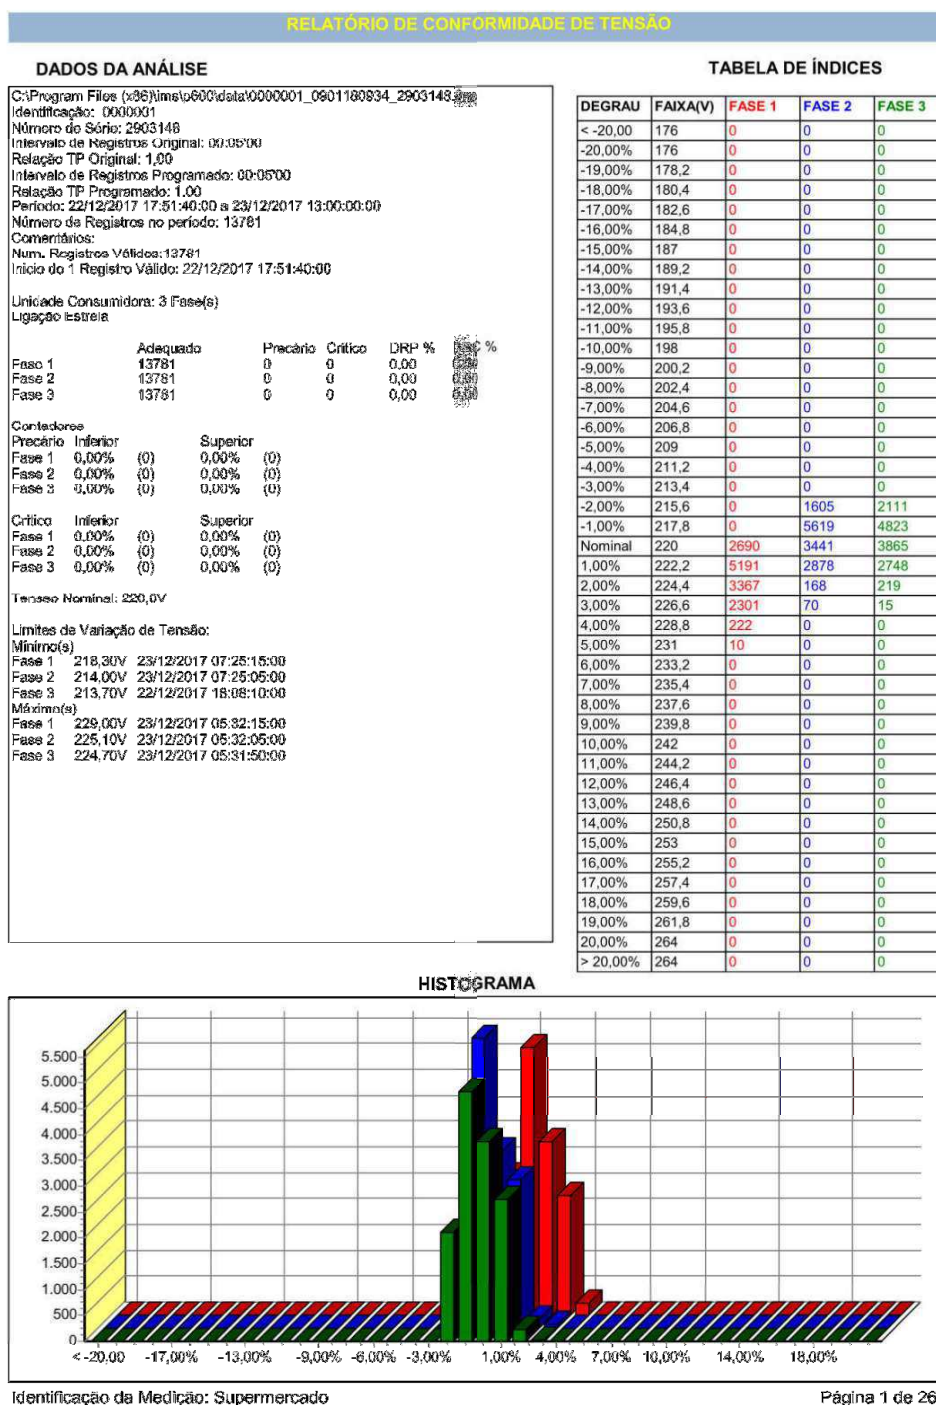 RELATÓRIO DE CONFORMIDADE DE TENSÃO
DADOS DA ANÁLISE
C:\Program Files (x86)\ims\p600\data\0000001_0901180934_2903148.
Identificação: 0000001
Número de Série: 2903148
Intervalo de Registros Original: 00:05'00
Relação TP Original: 1,00
Intervalo de Registros Programado: 00:05'00
Relação TP Programado: 1.00
Período: 22/12/2017 17:51:40:00 a 23/12/2017 13:00:00:00
Número de Registros no período: 13781
Comentários:
Num. Registros Válidos:13781
Inicio do 1 Registro Válido: 22/12/2017 17:51:40:00
Unidade Consumidora: 3 Fase(s)
Ligação Estrela
Adequado Precário Crítico DRP % %
Fase 1 13781 0 0 0,00
Fase 2 13781 0 0 0,00
Fase 3 13781 0 0 0,00
Contadores
Precário Inferior Superior
Fase 1 0,00% (0) 0,00% (0)
Fase 2 0,00% (0) 0,00% (0)
Fase 3 0,00% (0) 0,00% (0)
Crítico Inferior Superior
Fase 1 0,00% (0) 0,00% (0)
Fase 2 0,00% (0) 0,00% (0)
Fase 3 0,00% (0) 0,00% (0)
Tensao Nominal: 220,0V
Limites de Variação de Tensão:
Mínimo(s)
Fase 1 218,30V 23/12/2017 07:25:15:00
Fase 2 214,00V 23/12/2017 07:25:05:00
Fase 3 213,70V 22/12/2017 18:08:10:00
Máximo(s)
Fase 1 229,00V 23/12/2017 05:32:15:00
Fase 2 225,10V 23/12/2017 05:32:05:00
Fase 3 224,70V 23/12/2017 05:31:50:00
TABELA DE ÍNDICES
DEGRAU FAIXA(V) FASE 1 FASE 2 FASE 3
< -20,00 176 0 0 0
-20,00% 176 0 0 0
-19,00% 178,2 0 0 0
-18,00% 180,4 0 0 0
-17,00% 182,6 0 0 0
-16,00% 184,8 0 0 0
-15,00% 187 0 0 0
-14,00% 189,2 0 0 0
-13,00% 191,4 0 0 0
-12,00% 193,6 0 0 0
-11,00% 195,8 0 0 0
-10,00% 198 0 0 0
-9,00% 200,2 0 0 0
-8,00% 202,4 0 0 0
-7,00% 204,6 0 0 0
-6,00% 206,8 0 0 0
-5,00% 209 0 0 0
-4,00% 211,2 0 0 0
-3,00% 213,4 0 0 0
-2,00% 215,6 0 1605 2111
-1,00% 217,8 0 5619 4823
Nominal 220 2690 3441 3865
1,00% 222,2 5191 2878 2748
2,00% 224,4 3367 168 219
3,00% 226,6 2301 70 15
4,00% 228,8 222 0 0
5,00% 231 10 0 0
6,00% 233,2 0 0 0
7,00% 235,4 0 0 0
8,00% 237,6 0 0 0
9,00% 239,8 0 0 0
10,00% 242 0 0 0
11,00% 244,2 0 0 0
12,00% 246,4 0 0 0
13,00% 248,6 0 0 0
14,00% 250,8 0 0 0
15,00% 253 0 0 0
16,00% 255,2 0 0 0
17,00% 257,4 0 0 0
18,00% 259,6 0 0 0
19,00% 261,8 0 0 0
20,00% 264 0 0 0
> 20,00% 264 0 0 0
HISTOGRAMA
5.500
5.000
4.500
4.000
3.500
3.000
2.500
2.000
1.500
1.000
500
0
< -20,00 -17,00% -13,00% -9,00% -6,00% -3,00% 1,00% 4,00% 7,00% 10,00% 14,00% 18,00%
Identificação da Medição: Supermercado
Página 1 de 26